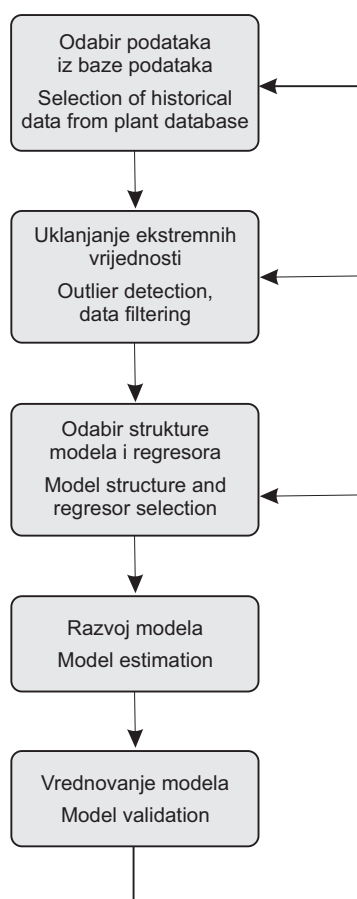 Odabir podataka
iz baze podataka
Selection of historical
data from plant database
Uklanjanje ekstremnih
vrijednosti
Outlier detection,
data filtering
Odabir strukture
modela i regresora
Model structure and
regresor selection
Razvoj modela
Model estimation
Vrednovanje modela
Model validation